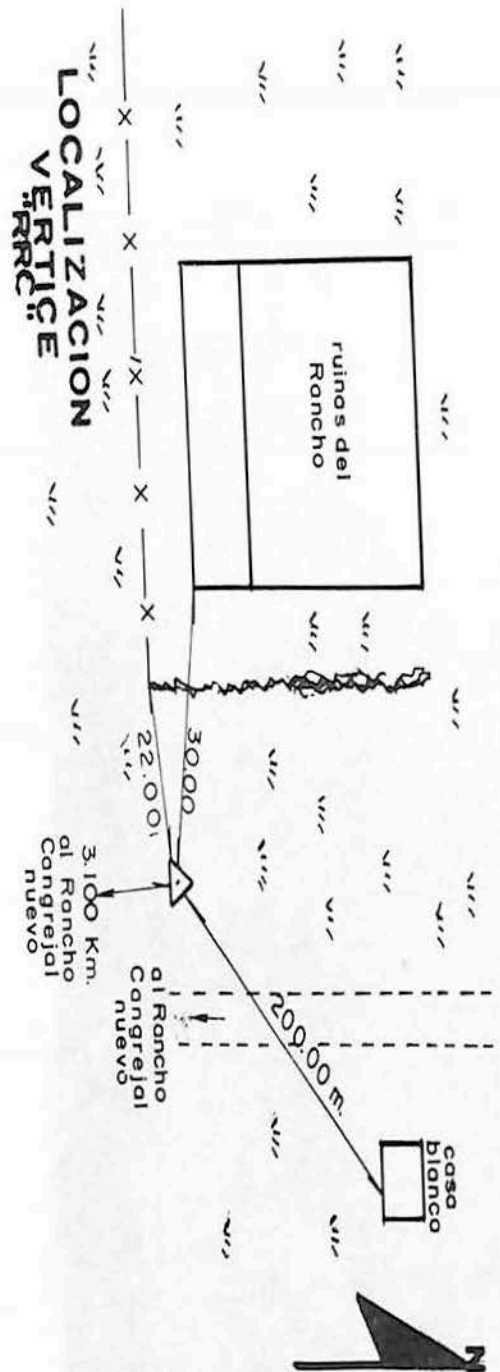 ruinas del
Rancho
casa
blanca
200.00 m.
30.00
22.00
al Rancho
Cangrejal
nuevo
3.100 Km.
al Rancho
Cangrejal
nuevo
LOCALIZACION
VERTICE
"RRC"
N